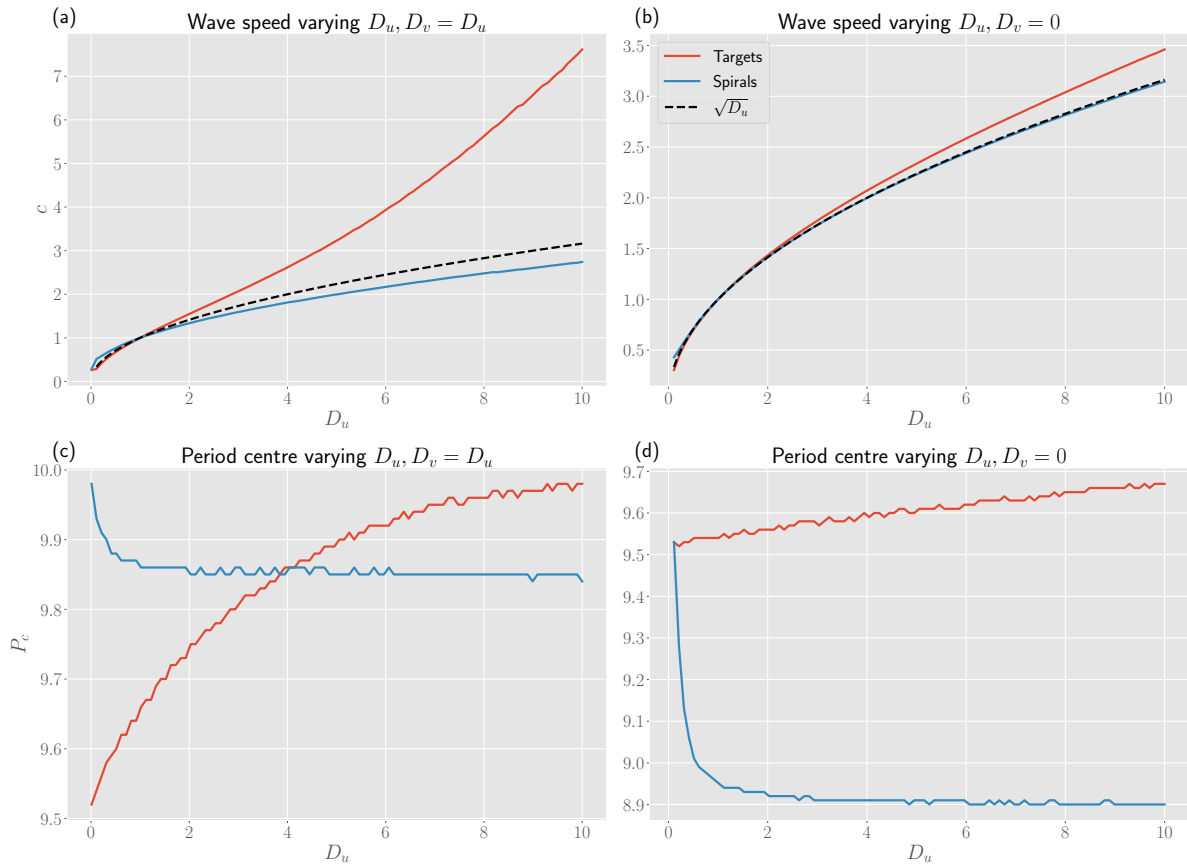 (a)
Wave speed varying $D_u, D_v = D_u$
7
6
5
4
3
2
1
0
c
0 2 4 6 8 10
$D_u$
(b)
Wave speed varying $D_u, D_v = 0$
3.5
3.0
2.5
2.0
1.5
1.0
0.5
Targets
Spirals
$\sqrt{D_u}$
0 2 4 6 8 10
$D_u$
(c)
Period centre varying $D_u, D_v = D_u$
10.0
9.9
9.8
9.7
9.6
9.5
$P_c$
0 2 4 6 8 10
$D_u$
(d)
Period centre varying $D_u, D_v = 0$
9.7
9.6
9.5
9.4
9.3
9.2
9.1
9.0
8.9
0 2 4 6 8 10
$D_u$